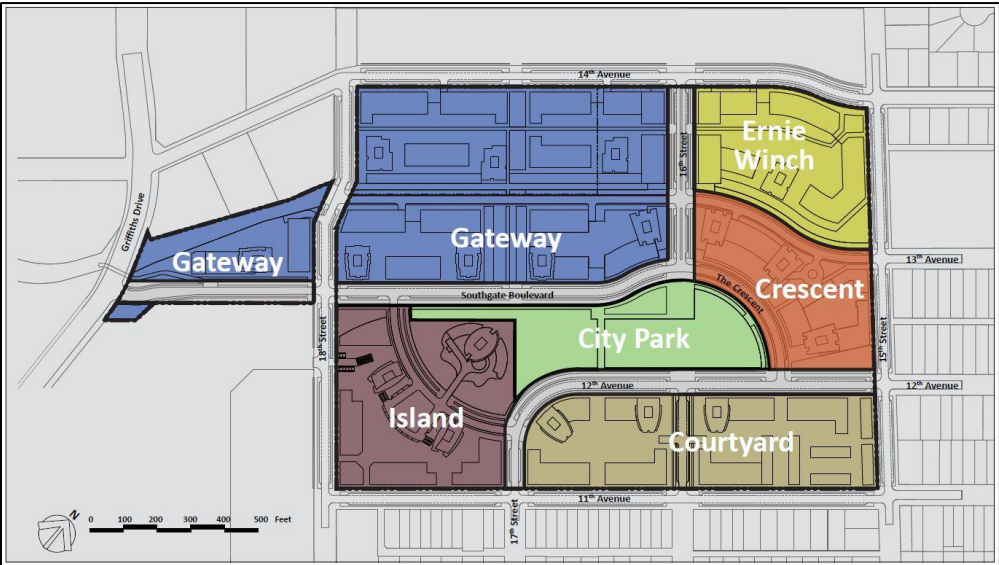 14th Avenue
Ernie
Winch
16th Street
Griffiths Drive
Gateway
Gateway
13th Avenue
Crescent
The Crescent
Southgate Boulevard
City Park
18th Street
15th Street
12th Avenue
12th Avenue
Island
Courtyard
11th Avenue
N
0 100 200 300 400 500 Feet
17th Street